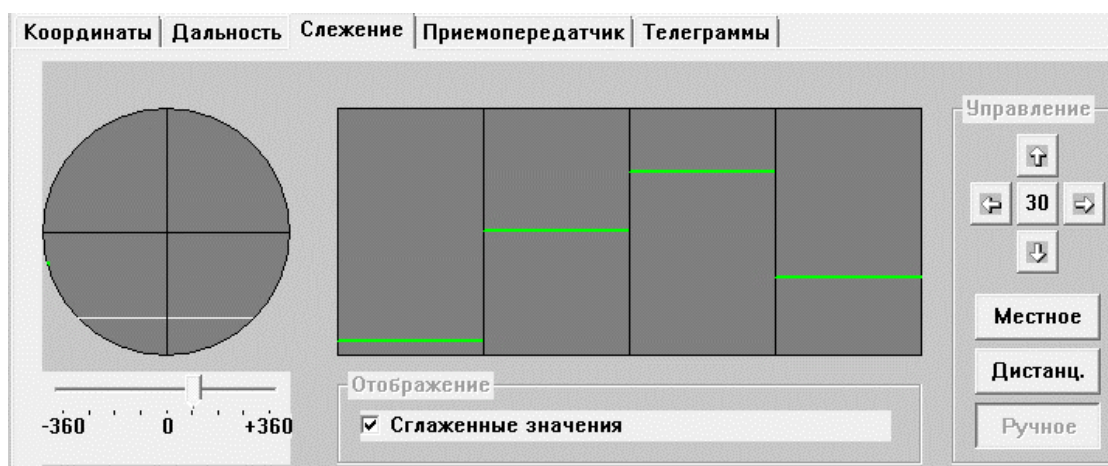 Координаты Дальность Слежение Приемопередатчик Телеграммы
Управление
30
Местное
Дистанц.
Ручное
-360 0 +360
Отображение
Сглаженные значения